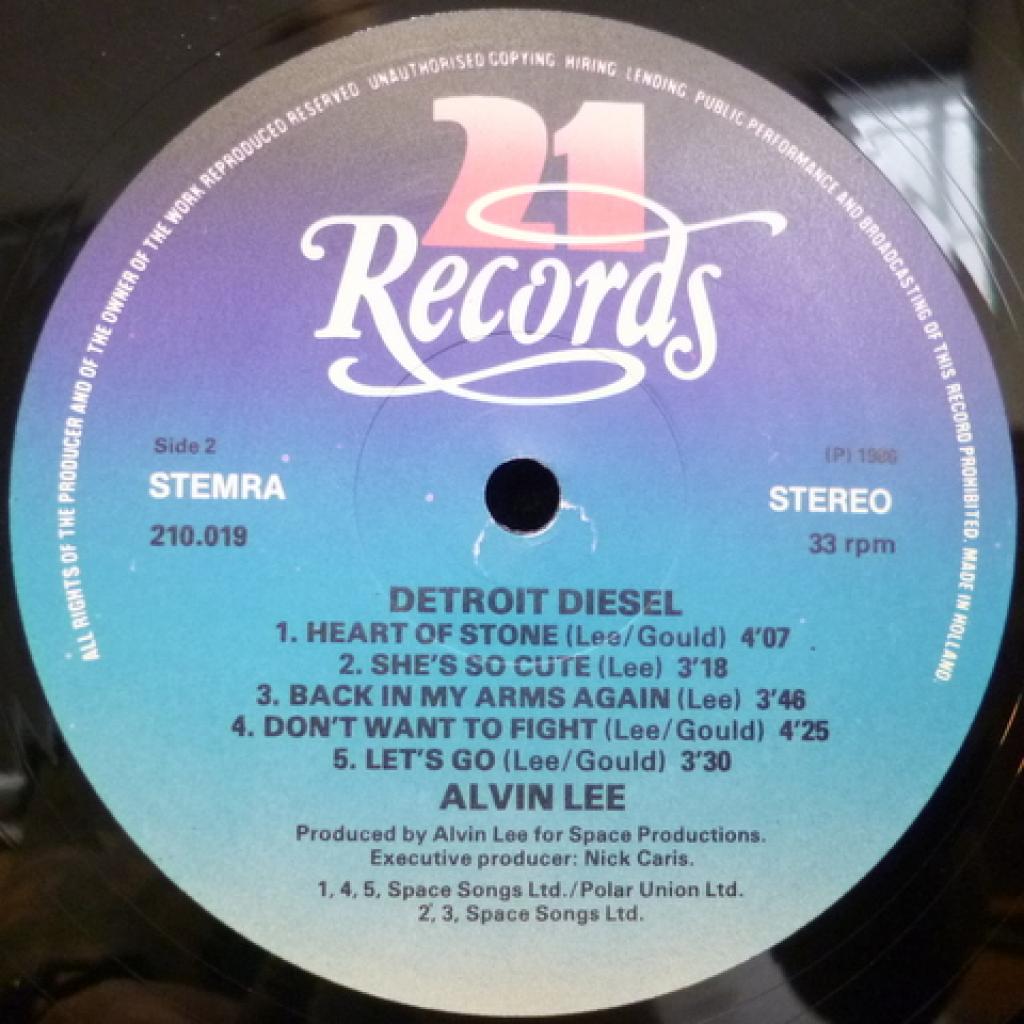 ALL RIGHTS OF THE PRODUCER AND OF THE OWNER OF THE WORK REPRODUCED RESERVED UNAUTHORISED COPYING HIRING LENDING PUBLIC PERFORMANCE AND BROADCASTING OF THIS RECORD PROHIBITED. MADE IN HOLLAND.
21
Records
Side 2
(P) 1986
STEMRA
STEREO
210.019
33 rpm
DETROIT DIESEL
1. HEART OF STONE (Lee/Gould) 4'07
2. SHE'S SO CUTE (Lee) 3'18
3. BACK IN MY ARMS AGAIN (Lee) 3'46
4. DON'T WANT TO FIGHT (Lee/Gould) 4'25
5. LET'S GO (Lee/Gould) 3'30
ALVIN LEE
Produced by Alvin Lee for Space Productions.
Executive producer: Nick Caris.
1, 4, 5, Space Songs Ltd./Polar Union Ltd.
2, 3, Space Songs Ltd.